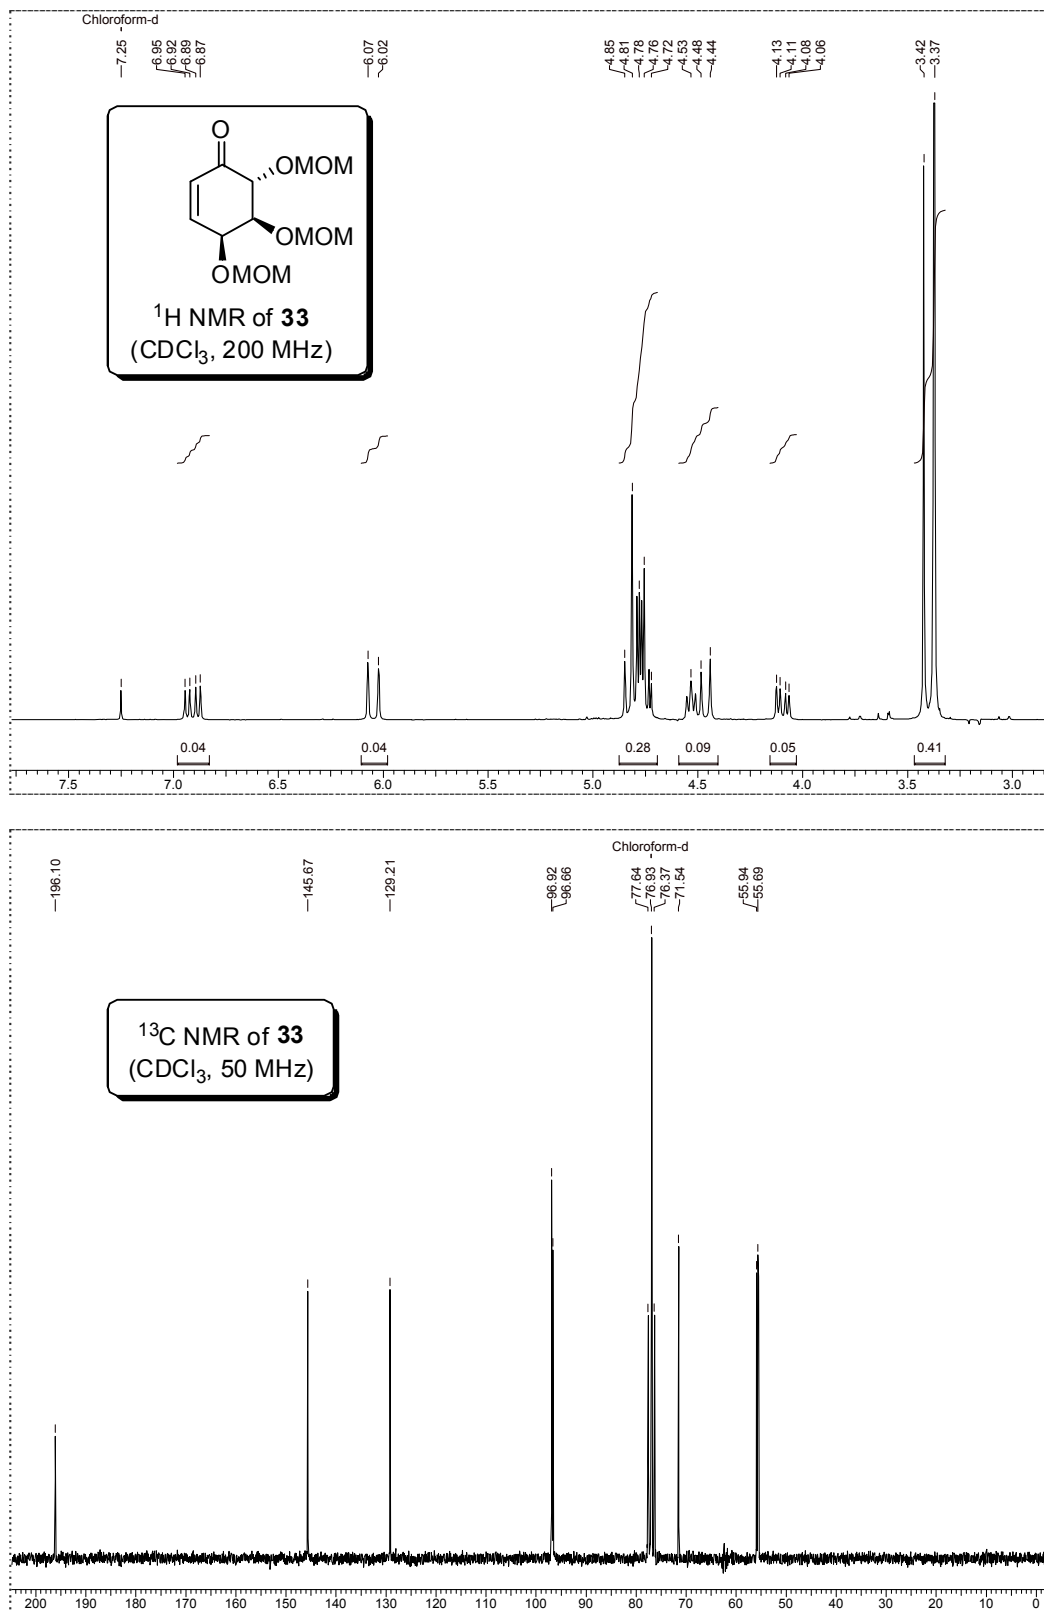 Chloroform-d
7.25
6.95
6.92
6.89
6.87
6.07
6.02
4.85
4.81
4.78
4.76
4.72
4.53
4.48
4.44
4.13
4.11
4.08
4.06
3.42
3.37
O
OMOM
OMOM
OMOM
¹H NMR of 33
(CDCl₃, 200 MHz)
0.04 0.04 0.28 0.09 0.05 0.41
7.5 7.0 6.5 6.0 5.5 5.0 4.5 4.0 3.5 3.0
Chloroform-d
196.10
145.67
129.21
96.92
96.66
77.64
76.93
76.37
71.54
55.94
55.69
¹³C NMR of 33
(CDCl₃, 50 MHz)
200 190 180 170 160 150 140 130 120 110 100 90 80 70 60 50 40 30 20 10 0